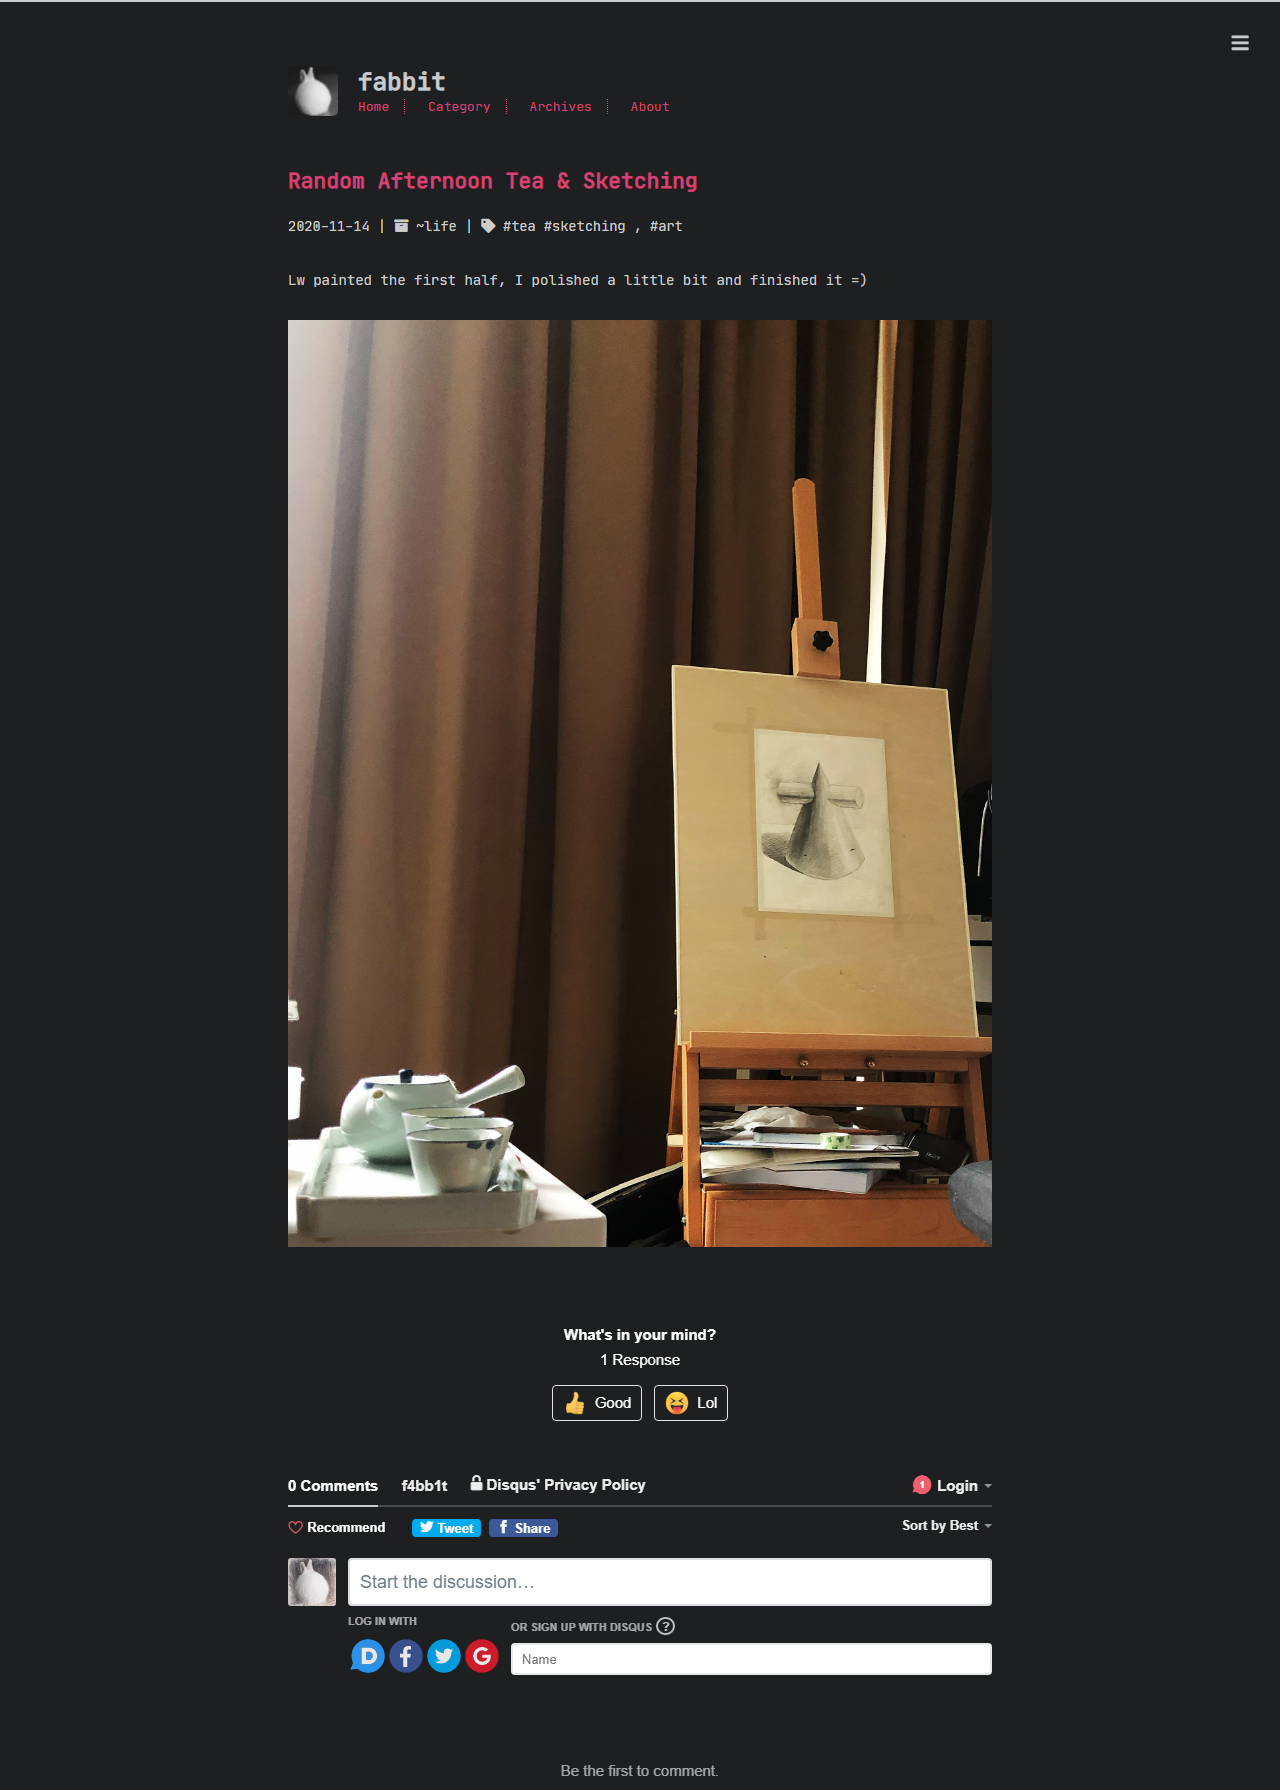 fabbit
Home Category Archives About
Random Afternoon Tea & Sketching
2020-11-14 | ~life | #tea #sketching , #art
Lw painted the first half, I polished a little bit and finished it =)
What's in your mind?
1 Response
Good Lol
0 Comments f4bb1t Disqus' Privacy Policy 1 Login
Recommend Tweet Share Sort by Best
Start the discussion…
LOG IN WITH
OR SIGN UP WITH DISQUS ?
Name
Be the first to comment.